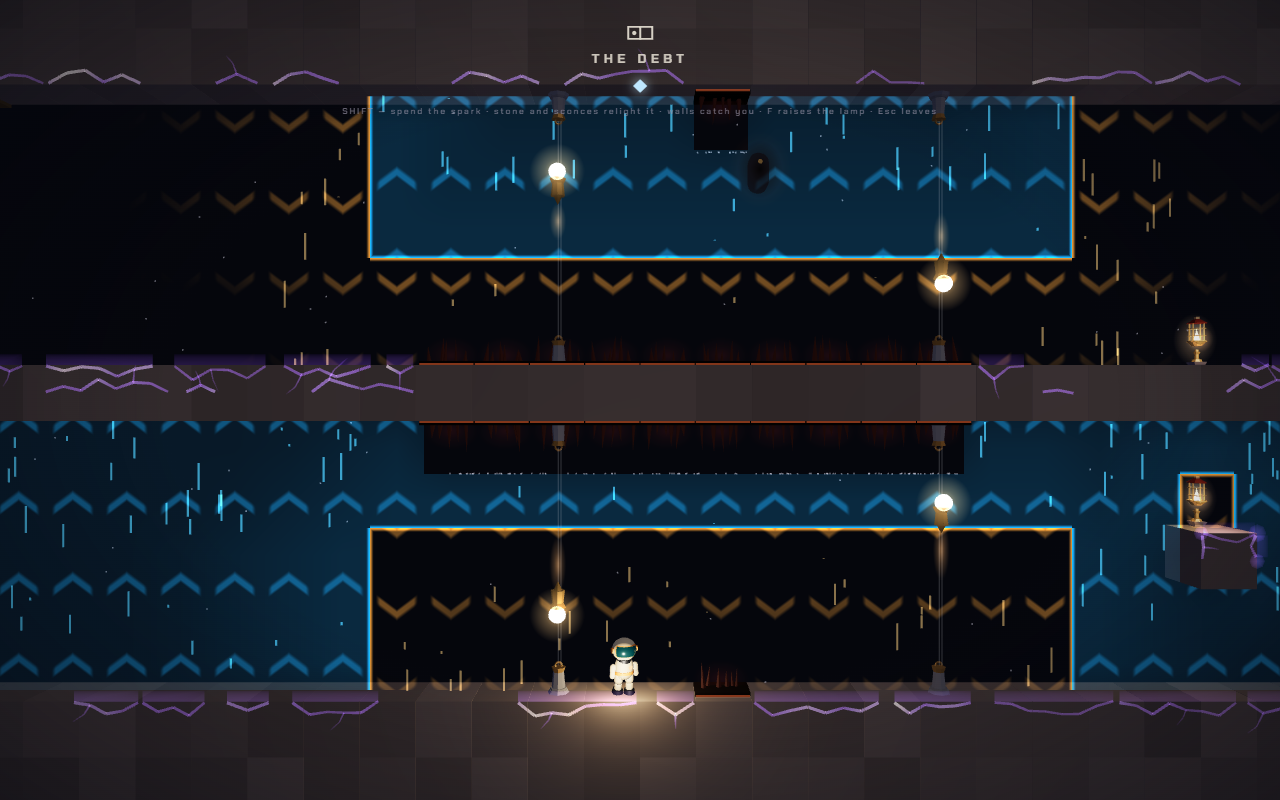 THE DEBT
SHIFT — spend the spark · stone and sconces relight it · walls catch you · F raises the lamp · Esc leaves